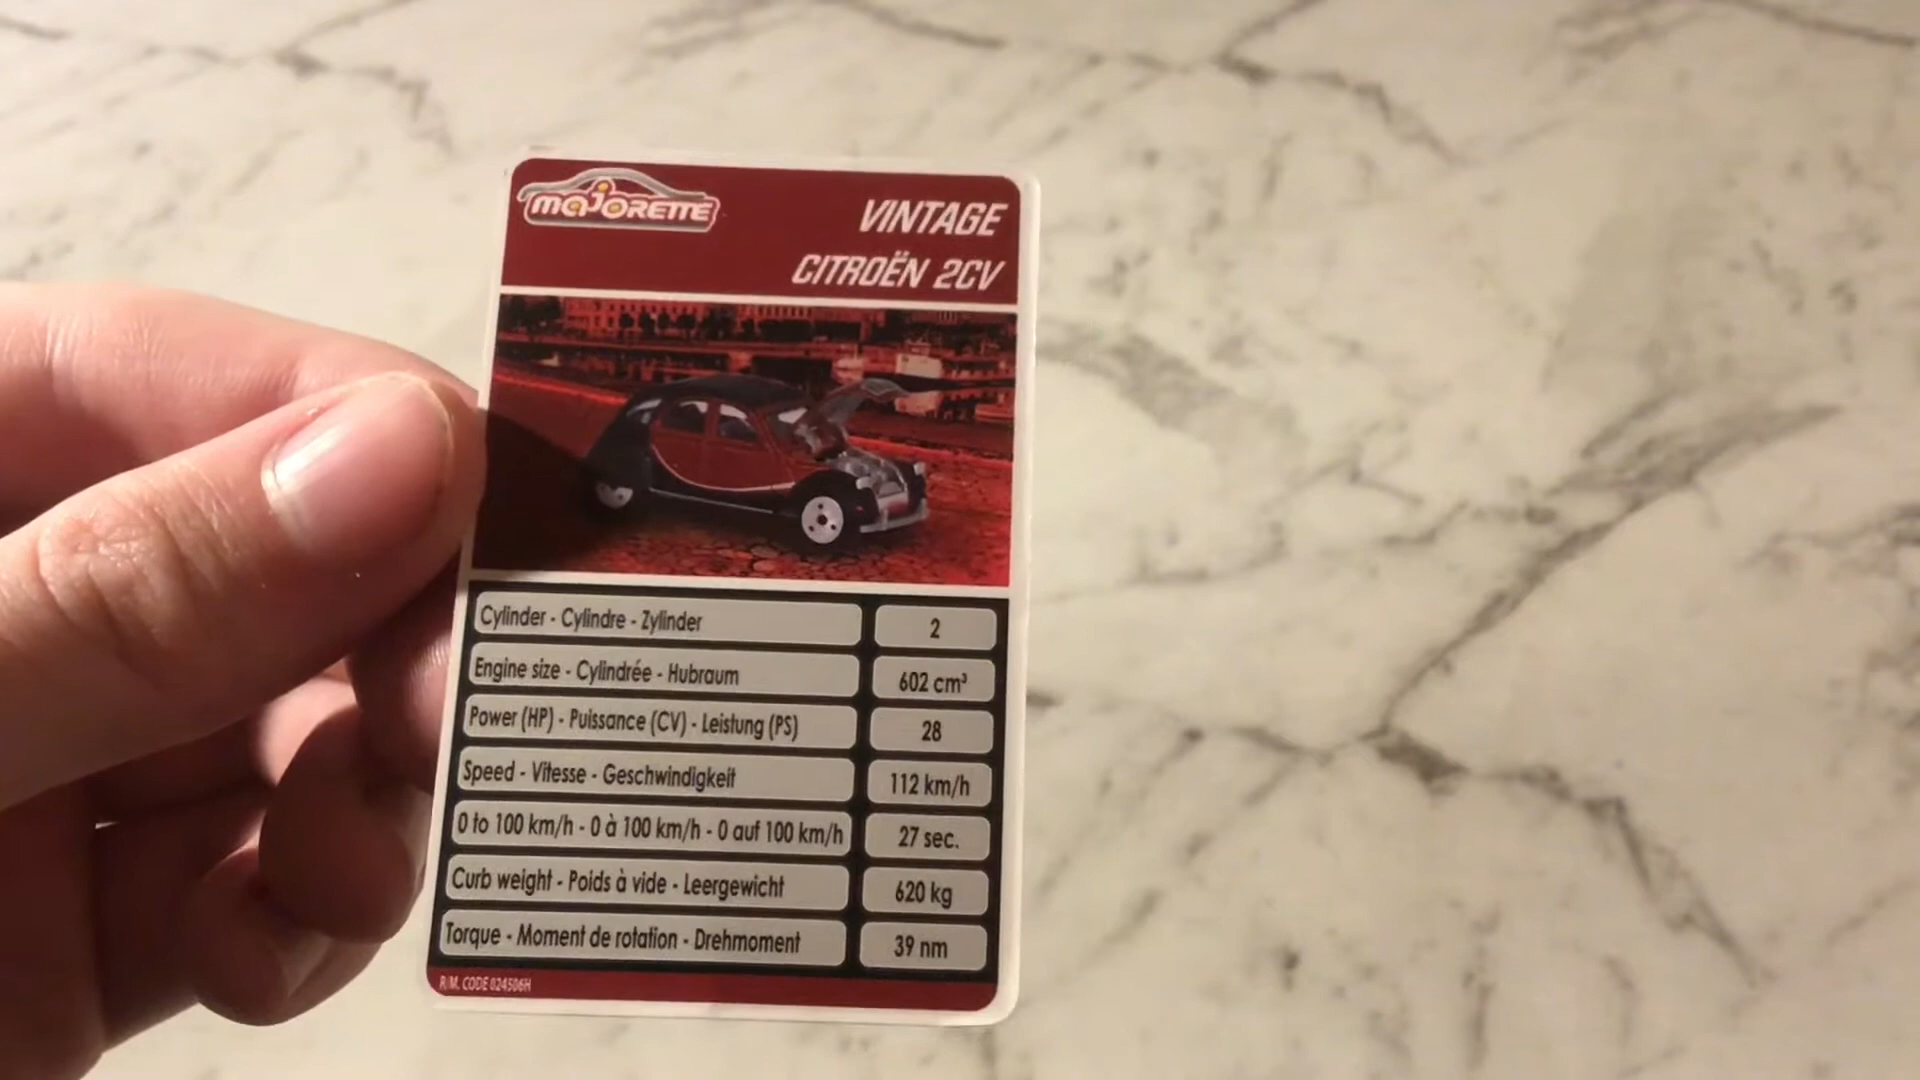 MAJORETTE
VINTAGE
CITROËN 2CV
Cylinder - Cylindre - Zylinder 2
Engine size - Cylindrée - Hubraum 602 cm³
Power (HP) - Puissance (CV) - Leistung (PS) 28
Speed - Vitesse - Geschwindigkeit 112 km/h
0 to 100 km/h - 0 à 100 km/h - 0 auf 100 km/h 27 sec.
Curb weight - Poids à vide - Leergewicht 620 kg
Torque - Moment de rotation - Drehmoment 39 nm
R/M. CODE 024506H